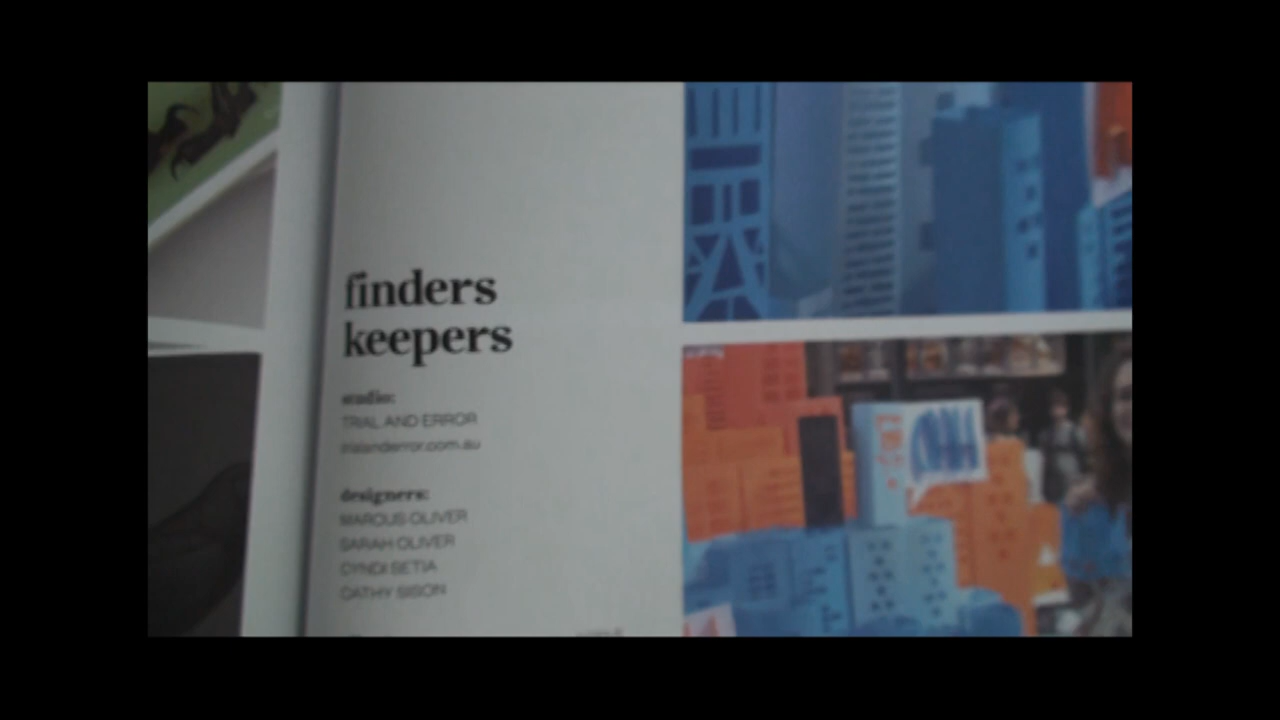 finders
keepers
studio:
TRIAL AND ERROR
trialanderror.com.au
designers:
MARCUS OLIVER
SARAH OLIVER
CYNDI SETIA
CATHY SISON